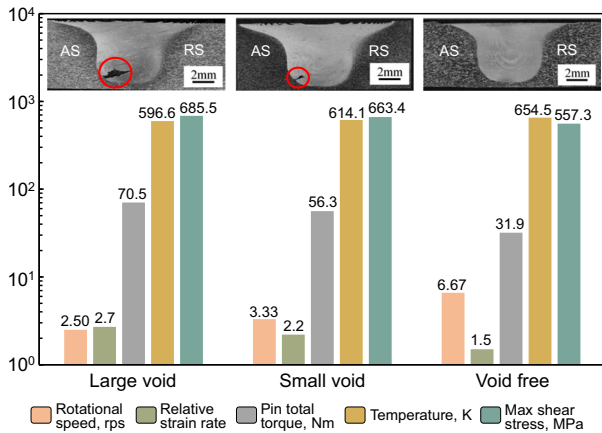 10⁴
AS
RS
2mm
AS
RS
2mm
AS
RS
2mm
10³
10²
10¹
10⁰
2.50
2.7
70.5
596.6
685.5
3.33
2.2
56.3
614.1
663.4
6.67
1.5
31.9
654.5
557.3
Large void
Small void
Void free
Rotational speed, rps
Relative strain rate
Pin total torque, Nm
Temperature, K
Max shear stress, MPa